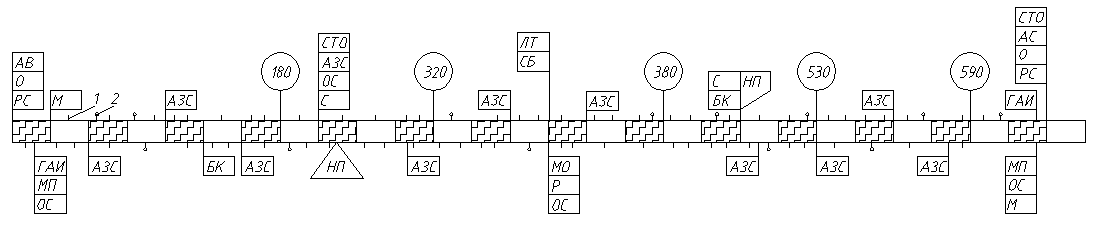 АВ
О
РС
М
1
2
АЗС
180
СТО
АЗС
ОС
С
320
АЗС
ЛТ
СБ
АЗС
380
С
БК
НП
530
АЗС
590
СТО
АС
О
РС
ГАИ
ГАИ
МП
ОС
АЗС
БК
АЗС
НП
АЗС
МО
Р
ОС
АЗС
АЗС
АЗС
МП
ОС
М